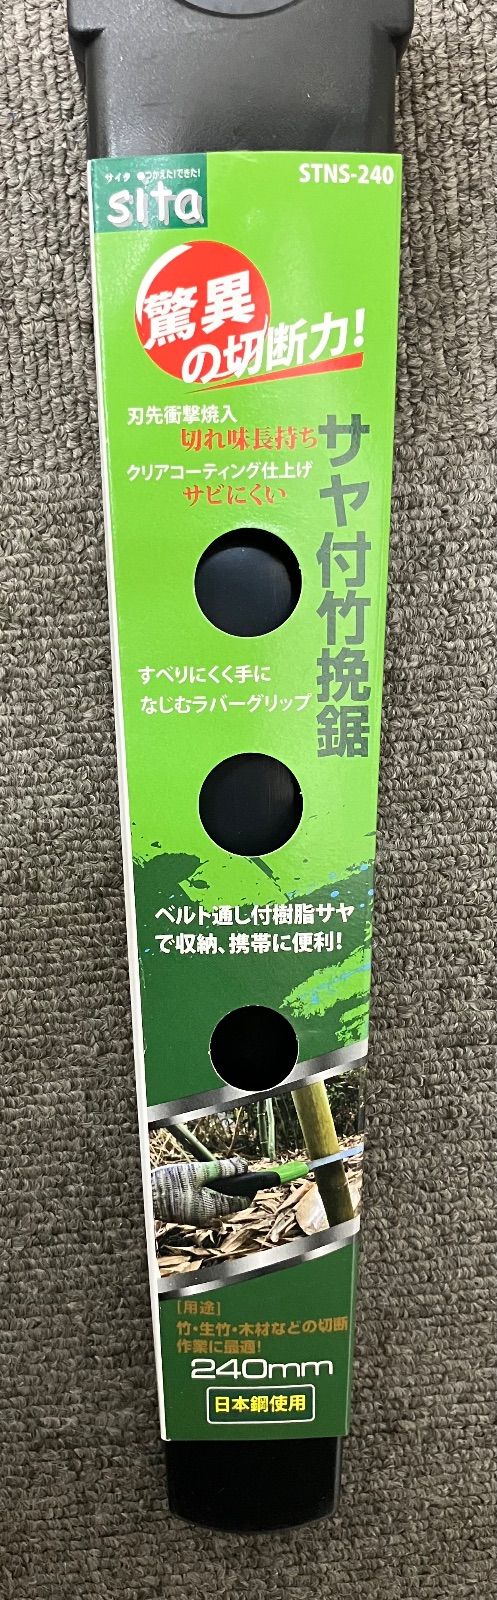 サイタ ●つかえた!できた!
sita
STNS-240
驚異
の切断力!
刃先衝撃焼入
切れ味長持ち
クリアコーティング仕上げ
サビにくい
サヤ付竹挽鋸
すべりにくく手に
なじむラバーグリップ
ベルト通し付樹脂サヤ
で収納、携帯に便利!
[用途]
竹・生竹・木材などの切断
作業に最適!
240mm
日本鋼使用